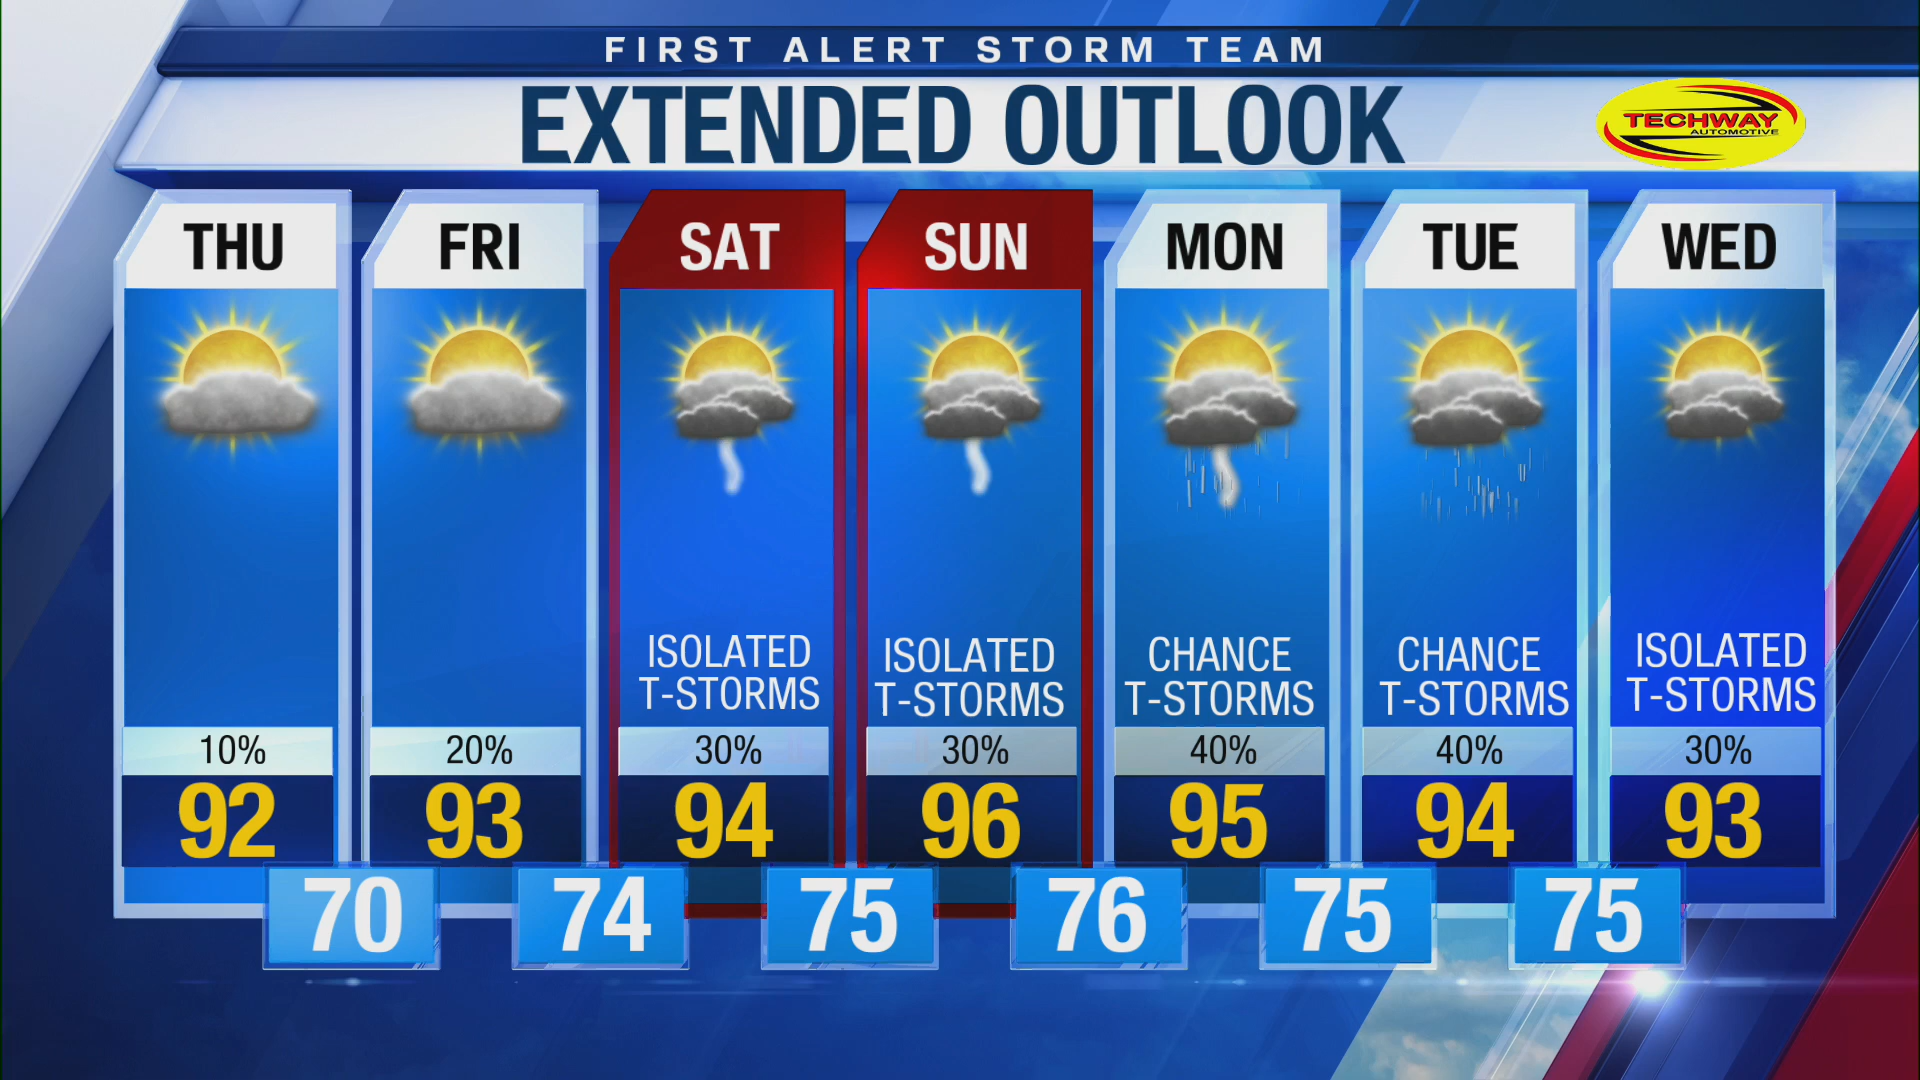 FIRST ALERT STORM TEAM
EXTENDED OUTLOOK
TECHWAY
AUTOMOTIVE
THU
FRI
SAT
SUN
MON
TUE
WED
ISOLATED
T-STORMS
ISOLATED
T-STORMS
CHANCE
T-STORMS
CHANCE
T-STORMS
ISOLATED
T-STORMS
10%
20%
30%
30%
40%
40%
30%
92
93
94
96
95
94
93
70
74
75
76
75
75